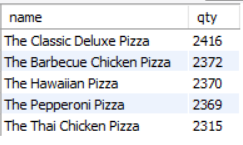 name qty
The Classic Deluxe Pizza 2416
The Barbecue Chicken Pizza 2372
The Hawaiian Pizza 2370
The Pepperoni Pizza 2369
The Thai Chicken Pizza 2315